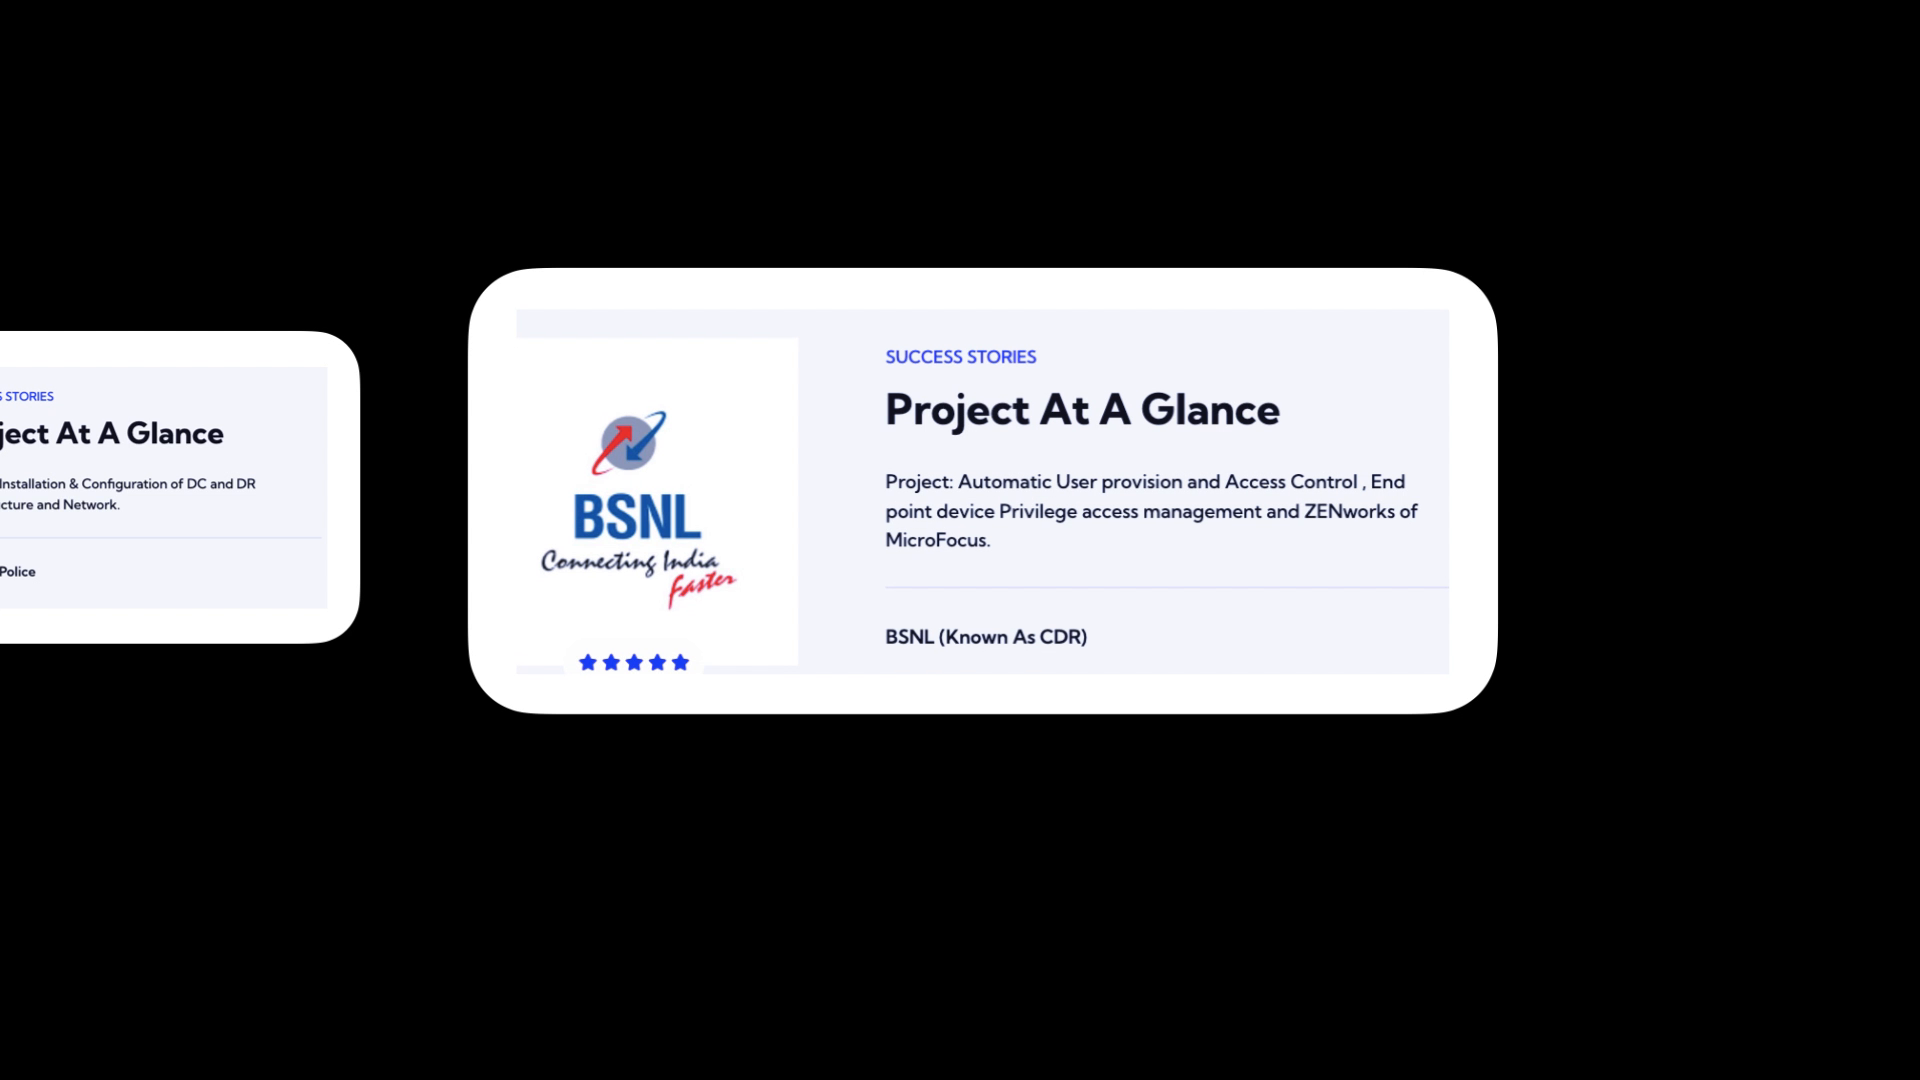 STORIES
At A Glance
Installation & Configuration of DC and DR
and Network.
Police
BSNL
Connecting India
Faster
SUCCESS STORIES
Project At A Glance
Project: Automatic User provision and Access Control , End
point device Privilege access management and ZENworks of
MicroFocus.
BSNL (Known As CDR)